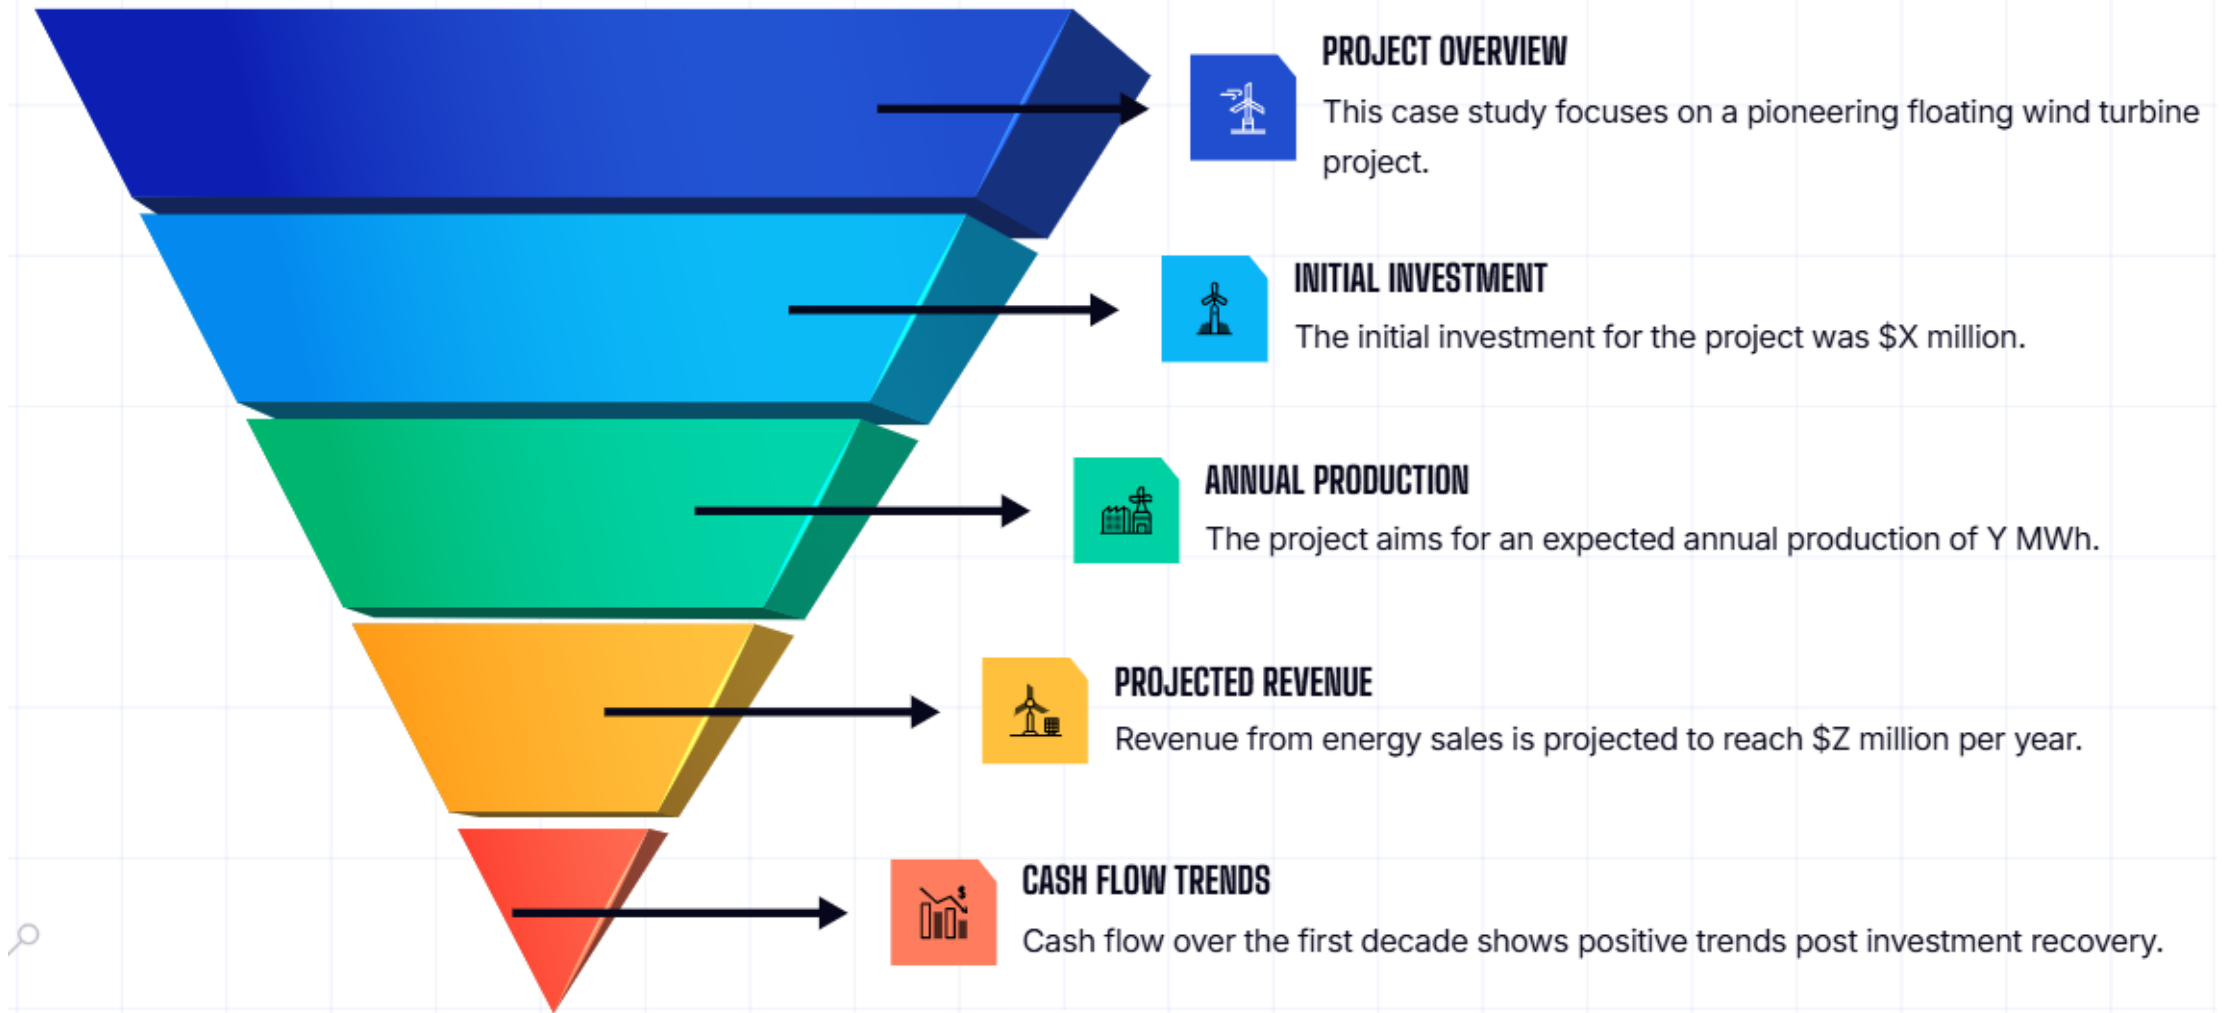 PROJECT OVERVIEW
This case study focuses on a pioneering floating wind turbine
project.
INITIAL INVESTMENT
The initial investment for the project was $X million.
ANNUAL PRODUCTION
The project aims for an expected annual production of Y MWh.
PROJECTED REVENUE
Revenue from energy sales is projected to reach $Z million per year.
$
CASH FLOW TRENDS
Cash flow over the first decade shows positive trends post investment recovery.